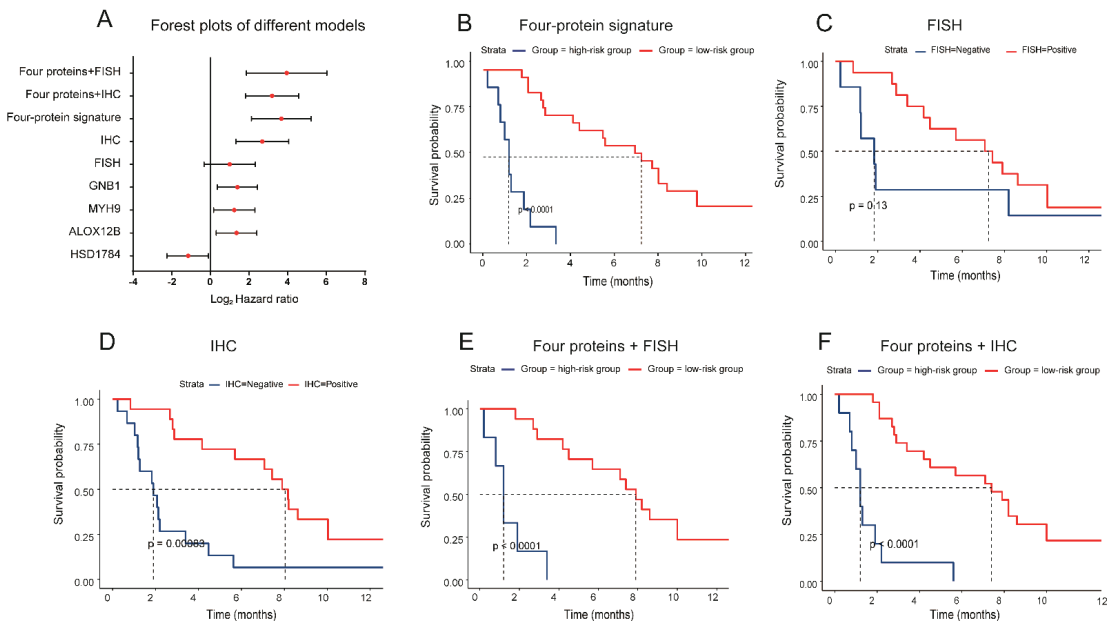 A
Forest plots of different models
Four proteins+FISH
Four proteins+IHC
Four-protein signature
IHC
FISH
GNB1
MYH9
ALOX12B
HSD1784
-4 -2 0 2 4 6 8
Log₂ Hazard ratio
B
Four-protein signature
Strata Group = high-risk group Group = low-risk group
Survival probability
1.00
0.75
0.50
0.25
0.00
p < 0.0001
0 2 4 6 8 10 12
Time (months)
C
FISH
Strata FISH=Negative FISH=Positive
Survival probability
1.00
0.75
0.50
0.25
0.00
p = 0.13
0 2 4 6 8 10 12
Time (months)
D
IHC
Strata IHC=Negative IHC=Positive
Survival probability
1.00
0.75
0.50
0.25
0.00
p = 0.00083
0 2 4 6 8 10 12
Time (months)
E
Four proteins + FISH
Strata Group = high-risk group Group = low-risk group
Survival probability
1.00
0.75
0.50
0.25
0.00
p < 0.0001
0 2 4 6 8 10 12
Time (months)
F
Four proteins + IHC
Strata Group = high-risk group Group = low-risk group
Survival probability
1.00
0.75
0.50
0.25
0.00
p < 0.0001
0 2 4 6 8 10 12
Time (months)